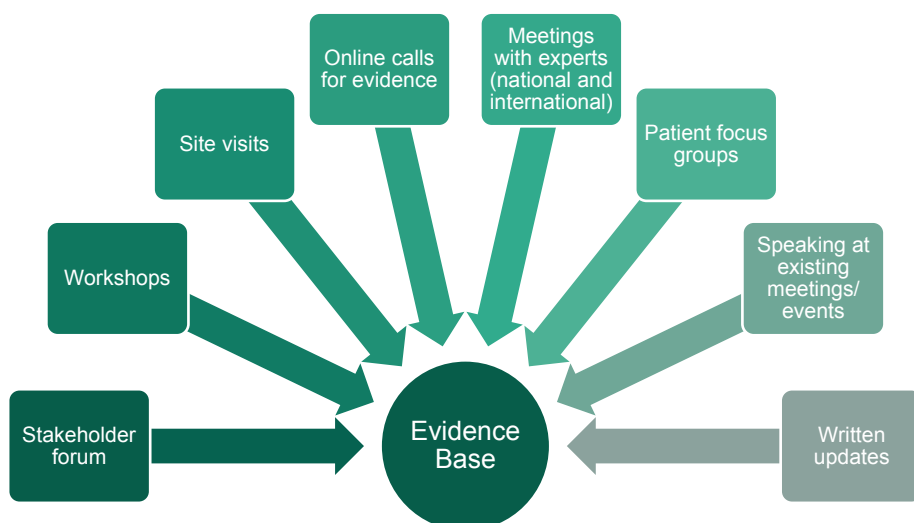 Online calls
for evidence
Meetings
with experts
(national and
international)
Site visits
Patient focus
groups
Workshops
Speaking at
existing
meetings/
events
Stakeholder
forum
Evidence
Base
Written
updates